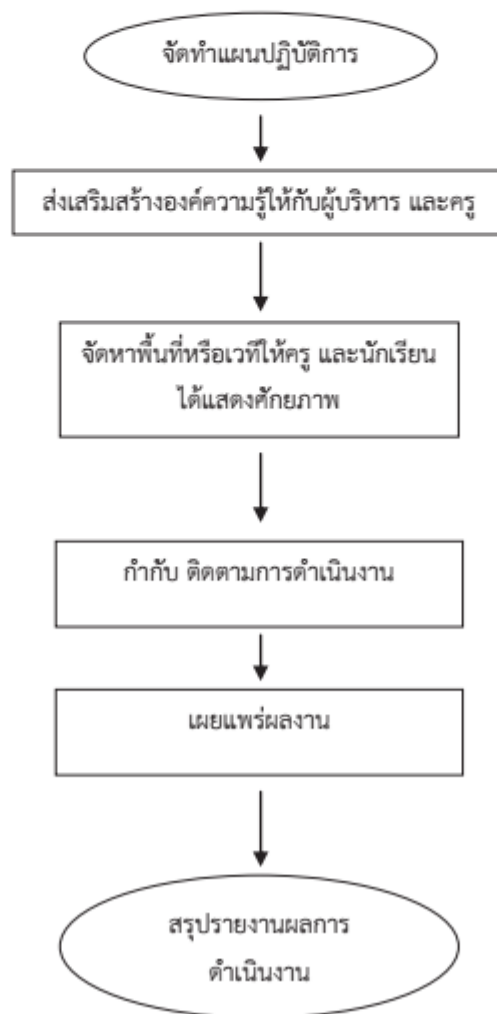 จัดทำแผนปฏิบัติการ
ส่งเสริมสร้างองค์ความรู้ให้กับผู้บริหาร และครู
จัดหาพื้นที่หรือเวทีให้ครู และนักเรียน
ได้แสดงศักยภาพ
กำกับ ติดตามการดำเนินงาน
เผยแพร่ผลงาน
สรุปรายงานผลการ
ดำเนินงาน